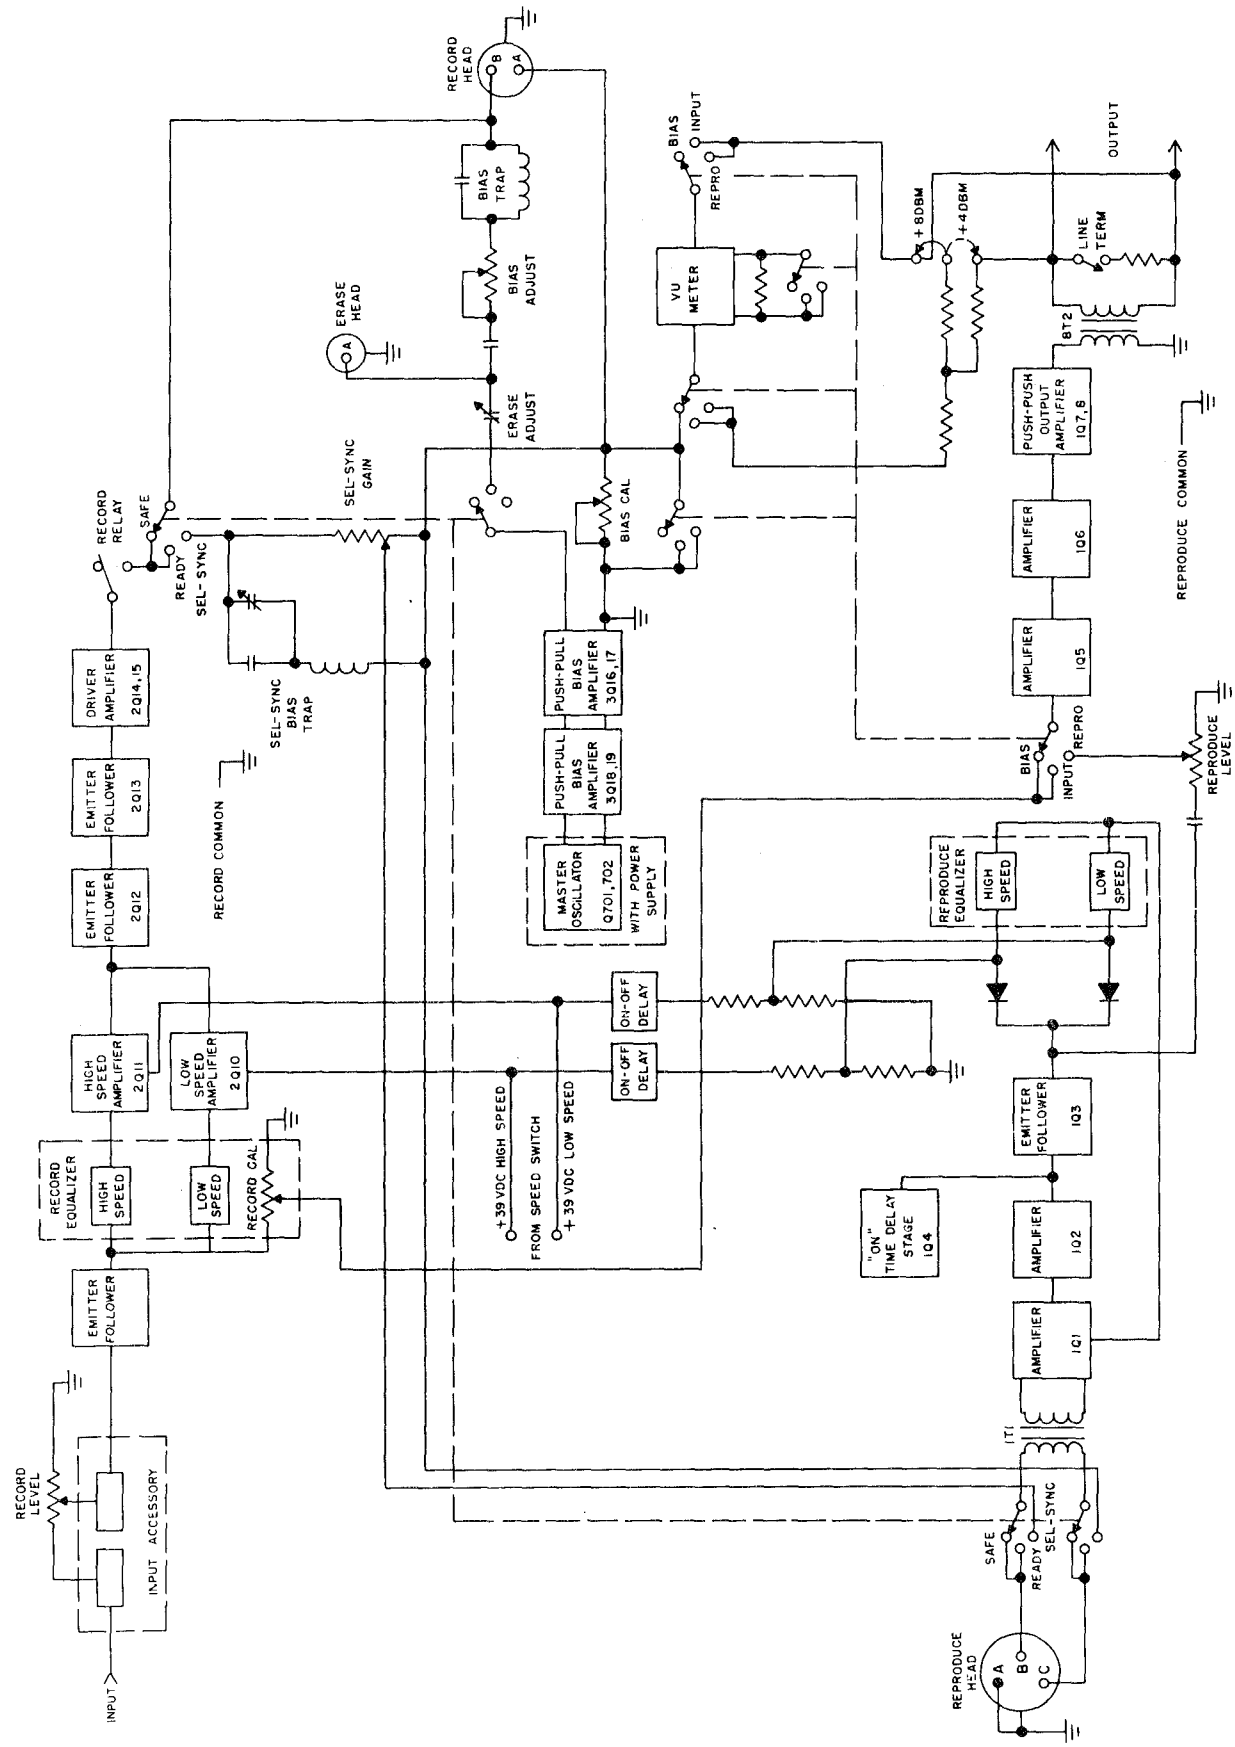 INPUT
INPUT ACCESSORY
RECORD
LEVEL
EMITTER
FOLLOWER
RECORD
EQUALIZER
HIGH
SPEED
LOW
SPEED
RECORD CAL
HIGH
SPEED
AMPLIFIER
2Q11
LOW
SPEED
AMPLIFIER
2Q10
EMITTER
FOLLOWER
2Q12
EMITTER
FOLLOWER
2Q13
DRIVER
AMPLIFIER
2Q14,15
RECORD COMMON
RECORD
RELAY
SAFE
READY
SEL-SYNC
SEL-SYNC
BIAS
TRAP
SEL-SYNC
GAIN
ERASE
HEAD
A
ERASE
ADJUST
BIAS
ADJUST
BIAS
TRAP
RECORD
HEAD
B
A
+39 VDC HIGH SPEED
FROM SPEED SWITCH
+39 VDC LOW SPEED
ON-OFF
DELAY
ON-OFF
DELAY
MASTER
OSCILLATOR
Q701,702
WITH POWER
SUPPLY
PUSH-PULL
BIAS
AMPLIFIER
3Q18,19
PUSH-PULL
BIAS
AMPLIFIER
3Q16,17
BIAS CAL
VU
METER
BIAS
INPUT
REPRO
REPRODUCE
HEAD
A
B
C
SAFE
READY
SEL-SYNC
1T1
AMPLIFIER
1Q1
AMPLIFIER
1Q2
"ON"
TIME DELAY
STAGE
1Q4
EMITTER
FOLLOWER
1Q3
REPRODUCE
EQUALIZER
HIGH
SPEED
LOW
SPEED
BIAS
INPUT
REPRO
REPRODUCE
LEVEL
AMPLIFIER
1Q5
AMPLIFIER
1Q6
PUSH-PUSH
OUTPUT
AMPLIFIER
1Q7,8
REPRODUCE COMMON
8T2
+8DBM
+4DBM
LINE
TERM
OUTPUT